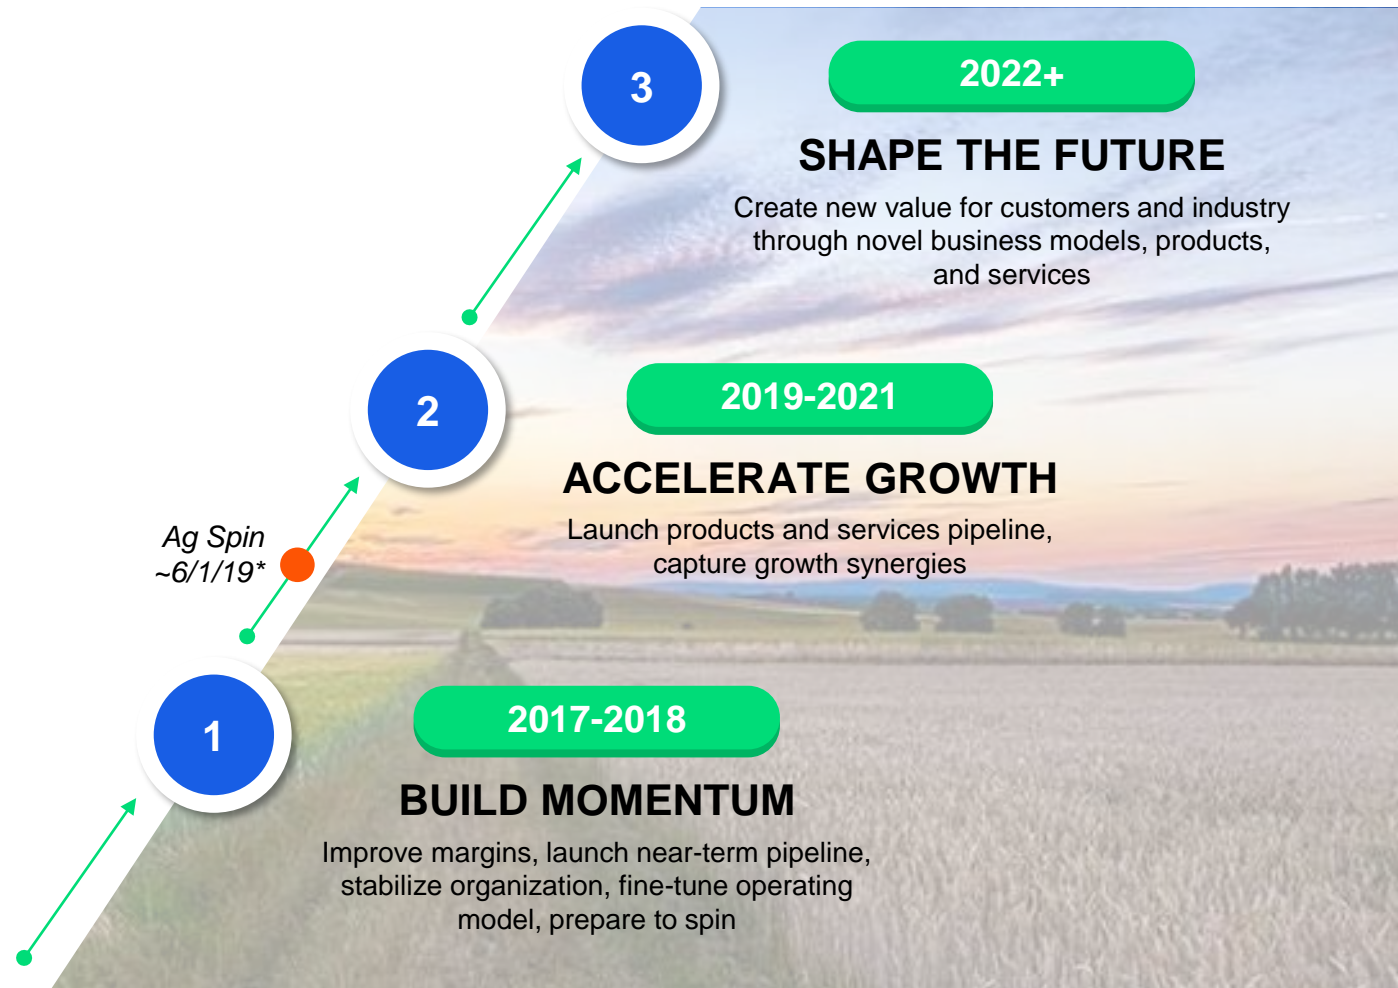 3
2022+
SHAPE THE FUTURE
Create new value for customers and industry
through novel business models, products,
and services
2
2019-2021
ACCELERATE GROWTH
Launch products and services pipeline,
capture growth synergies
Ag Spin
~6/1/19*
1
2017-2018
BUILD MOMENTUM
Improve margins, launch near-term pipeline,
stabilize organization, fine-tune operating
model, prepare to spin